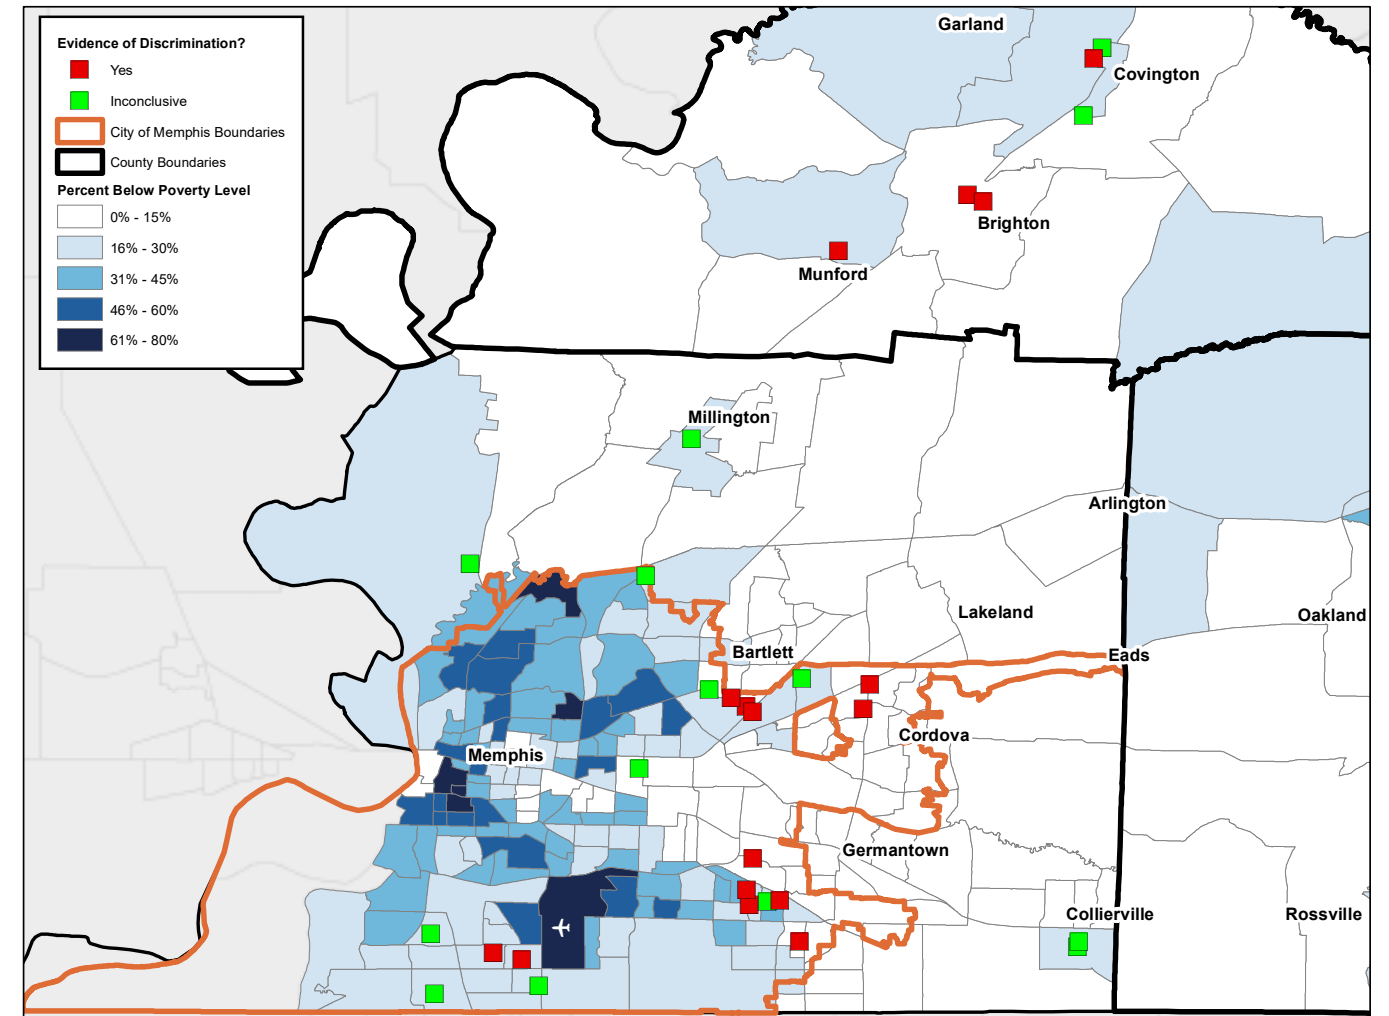 Evidence of Discrimination?
Yes
Inconclusive
City of Memphis Boundaries
County Boundaries
Percent Below Poverty Level
0% - 15%
16% - 30%
31% - 45%
46% - 60%
61% - 80%
Garland
Covington
Brighton
Munford
Millington
Arlington
Lakeland
Oakland
Bartlett
Eads
Cordova
Memphis
Germantown
Collierville
Rossville